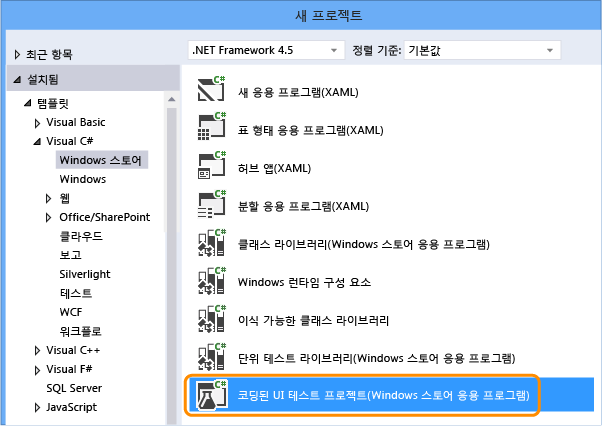 새 프로젝트
최근 항목
.NET Framework 4.5
정렬 기준:
기본값
설치됨
템플릿
Visual Basic
Visual C#
Windows 스토어
Windows
웹
Office/SharePoint
클라우드
보고
Silverlight
테스트
WCF
워크플로
Visual C++
Visual F#
SQL Server
JavaScript
C#
새 응용 프로그램(XAML)
C#
표 형태 응용 프로그램(XAML)
C#
허브 앱(XAML)
C#
분할 응용 프로그램(XAML)
C#
클래스 라이브러리(Windows 스토어 응용 프로그램)
C#
Windows 런타임 구성 요소
C#
이식 가능한 클래스 라이브러리
C#
단위 테스트 라이브러리(Windows 스토어 응용 프로그램)
C#
코딩된 UI 테스트 프로젝트(Windows 스토어 응용 프로그램)